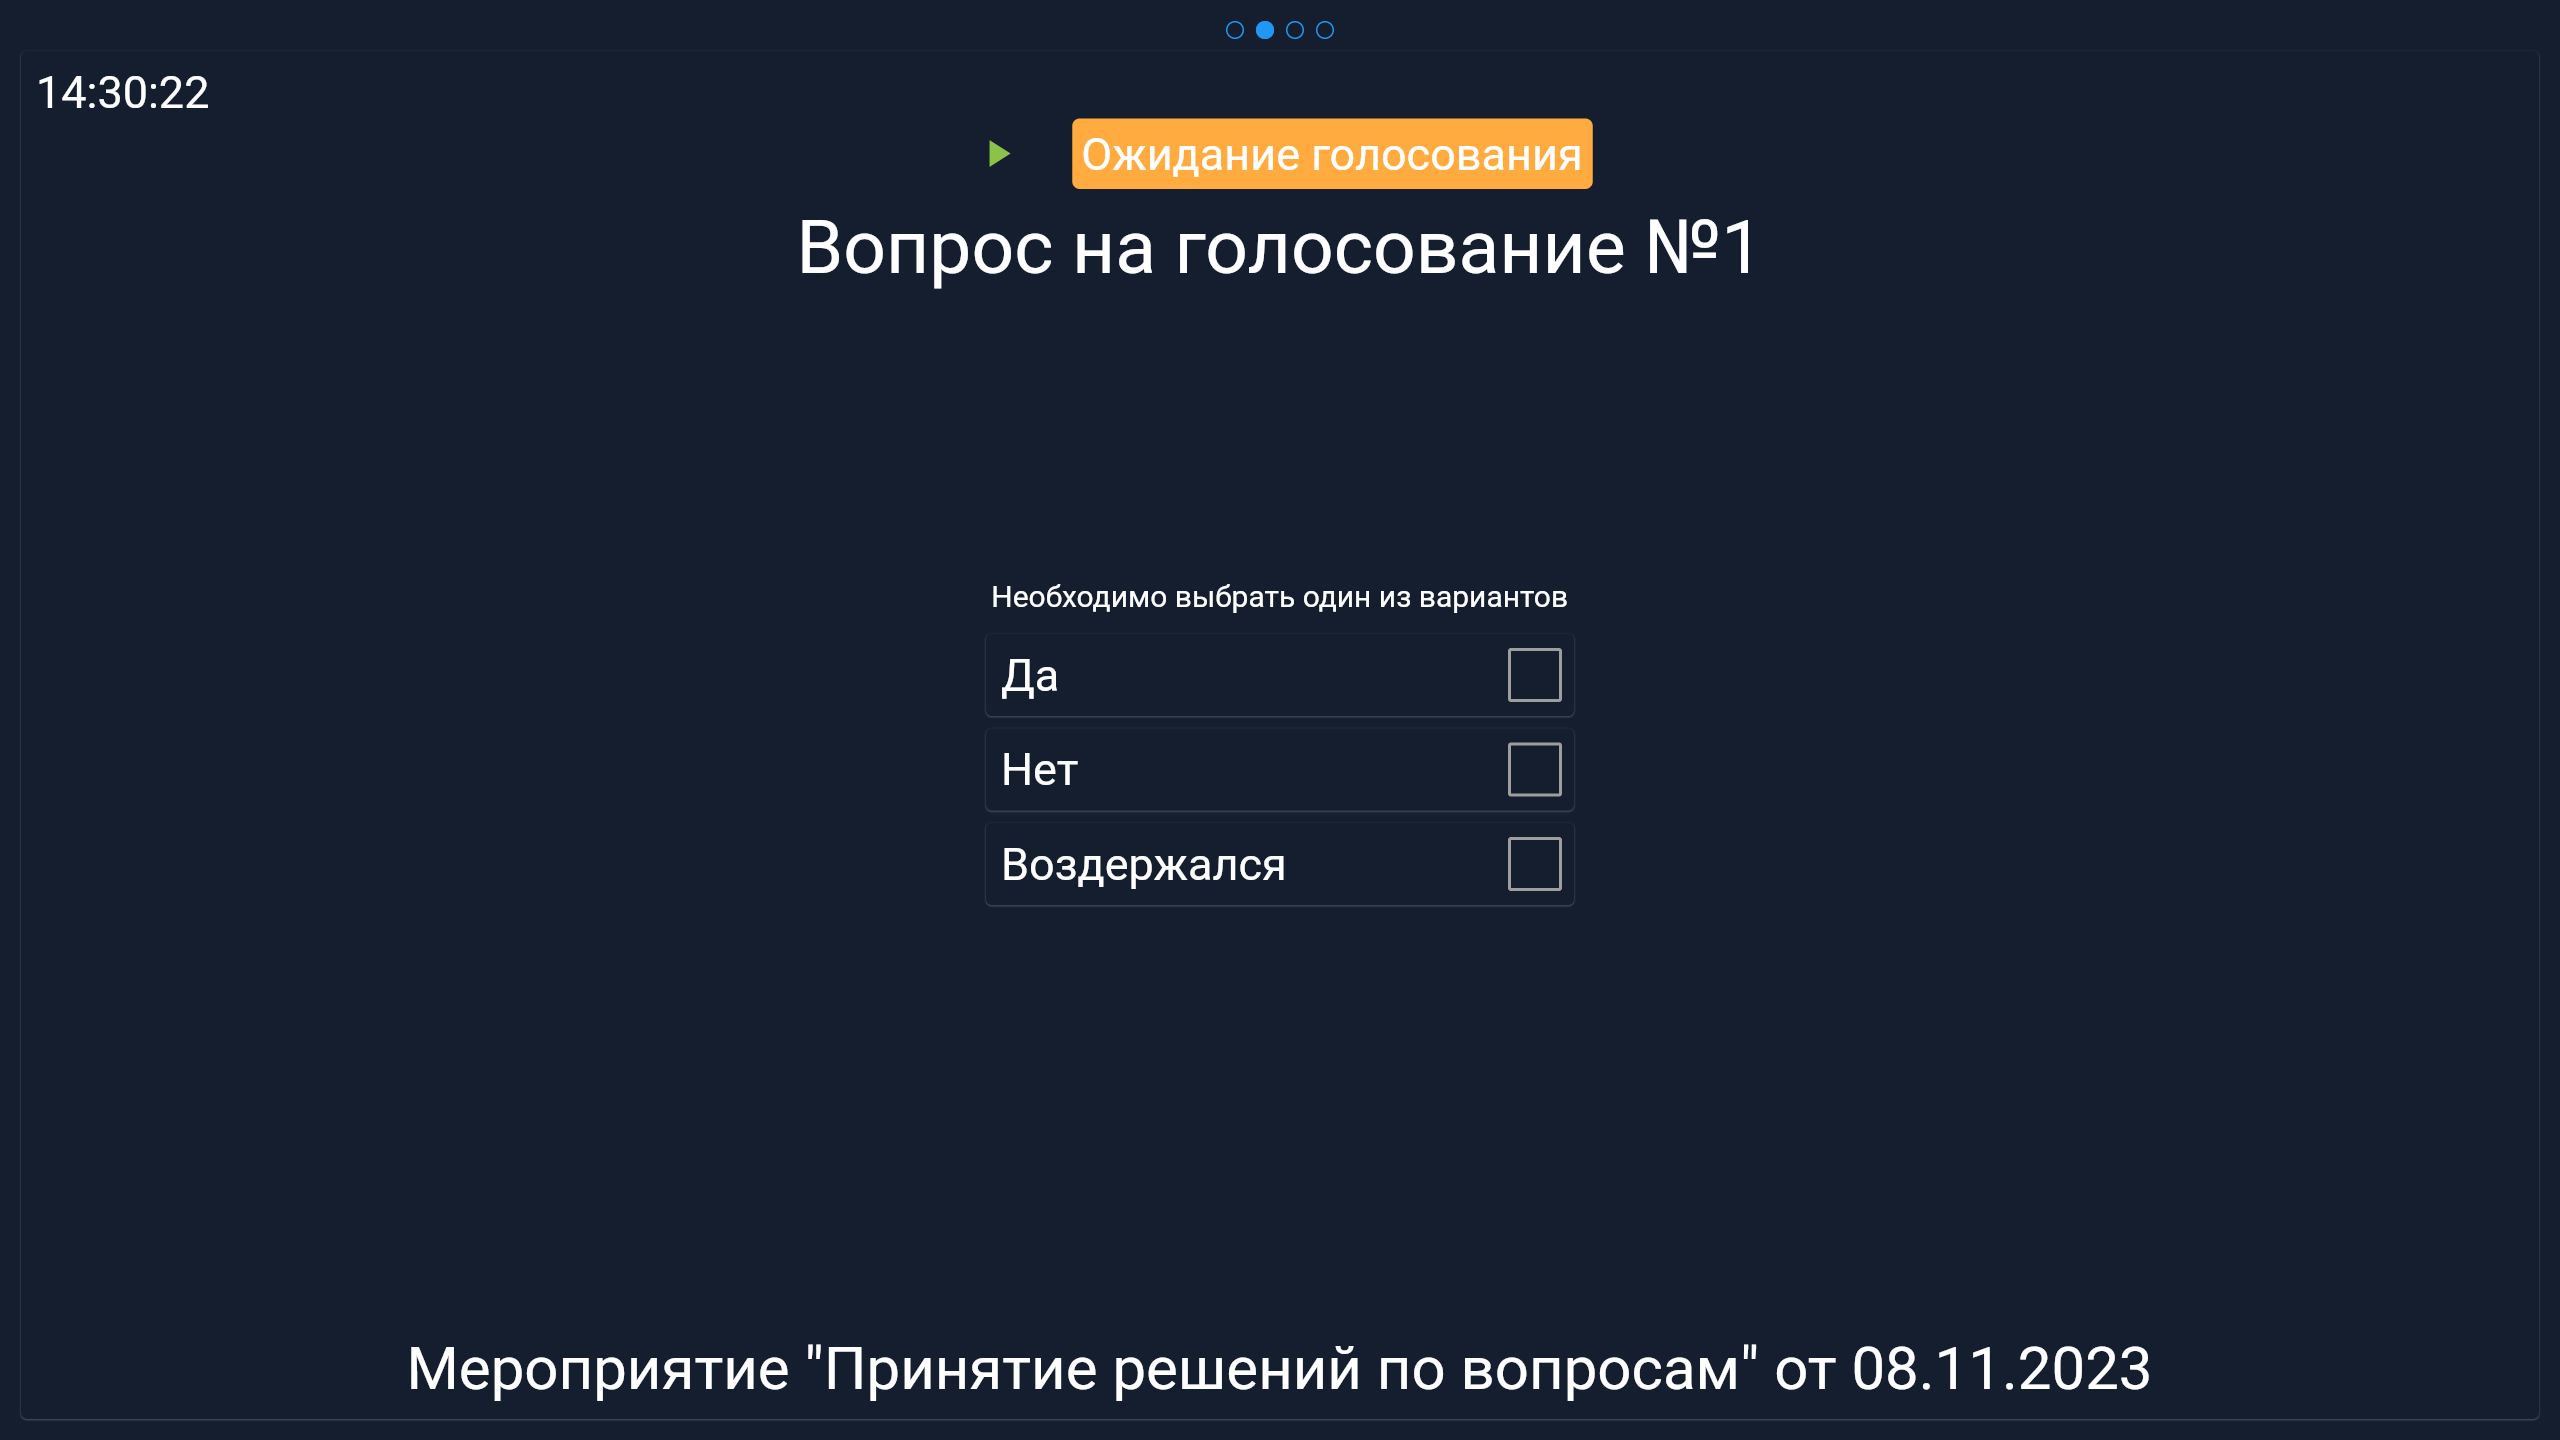 14:30:22
Ожидание голосования
Вопрос на голосование №1
Необходимо выбрать один из вариантов
Да
Нет
Воздержался
Мероприятие "Принятие решений по вопросам" от 08.11.2023